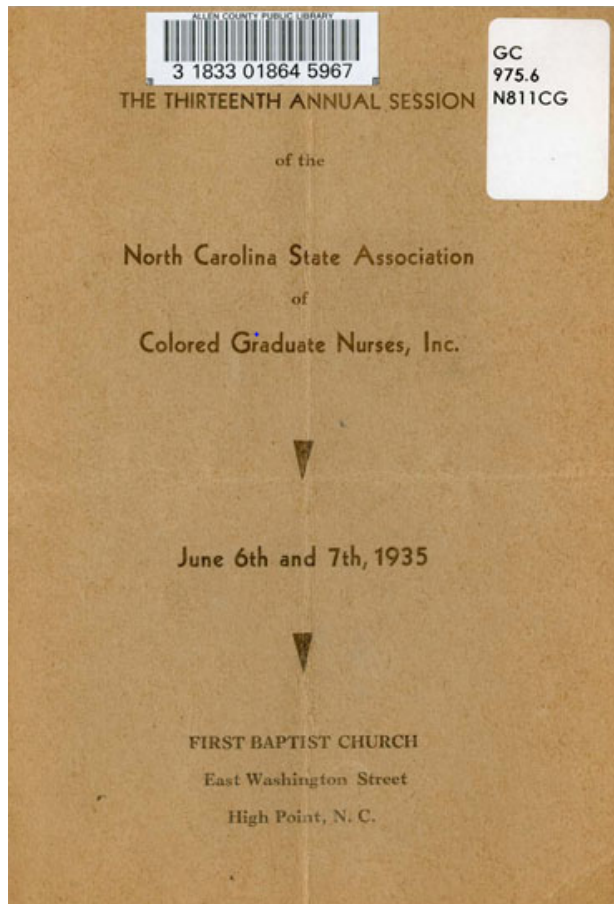 ALLEN COUNTY PUBLIC LIBRARY
3 1833 01864 5967
GC
975.6
N811CG
THE THIRTEENTH ANNUAL SESSION
of the
North Carolina State Association
of
Colored Graduate Nurses, Inc.
June 6th and 7th, 1935
FIRST BAPTIST CHURCH
East Washington Street
High Point, N. C.